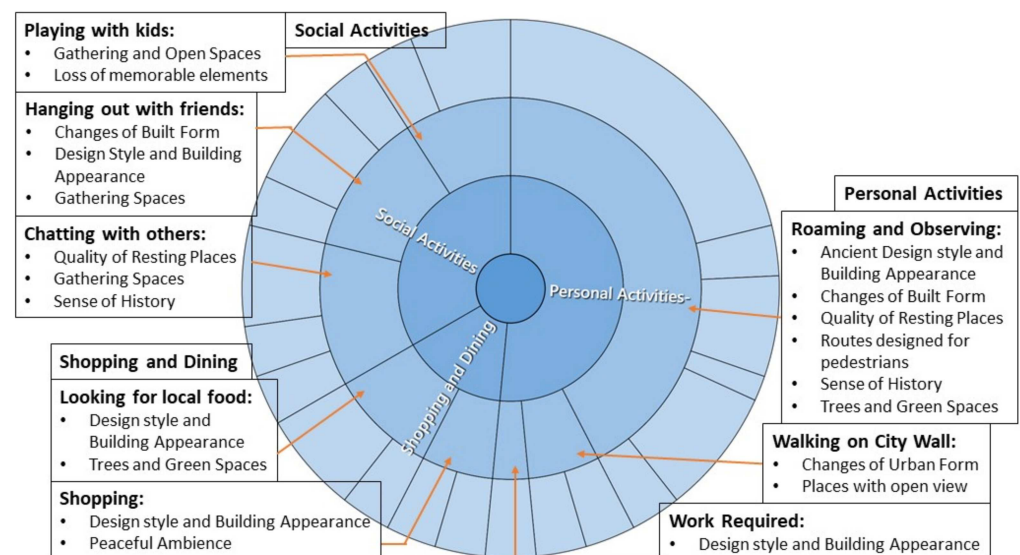 Playing with kids:
• Gathering and Open Spaces
• Loss of memorable elements
Social Activities
Hanging out with friends:
• Changes of Built Form
• Design Style and Building
Appearance
• Gathering Spaces
Chatting with others:
• Quality of Resting Places
• Gathering Spaces
• Sense of History
Shopping and Dining
Looking for local food:
• Design style and
Building Appearance
• Trees and Green Spaces
Shopping:
• Design style and Building Appearance
• Peaceful Ambience
Social Activities
Shopping and Dining
Personal Activities-
Personal Activities
Roaming and Observing:
• Ancient Design style and
Building Appearance
• Changes of Built Form
• Quality of Resting Places
• Routes designed for
pedestrians
• Sense of History
• Trees and Green Spaces
Walking on City Wall:
• Changes of Urban Form
• Places with open view
Work Required:
• Design style and Building Appearance